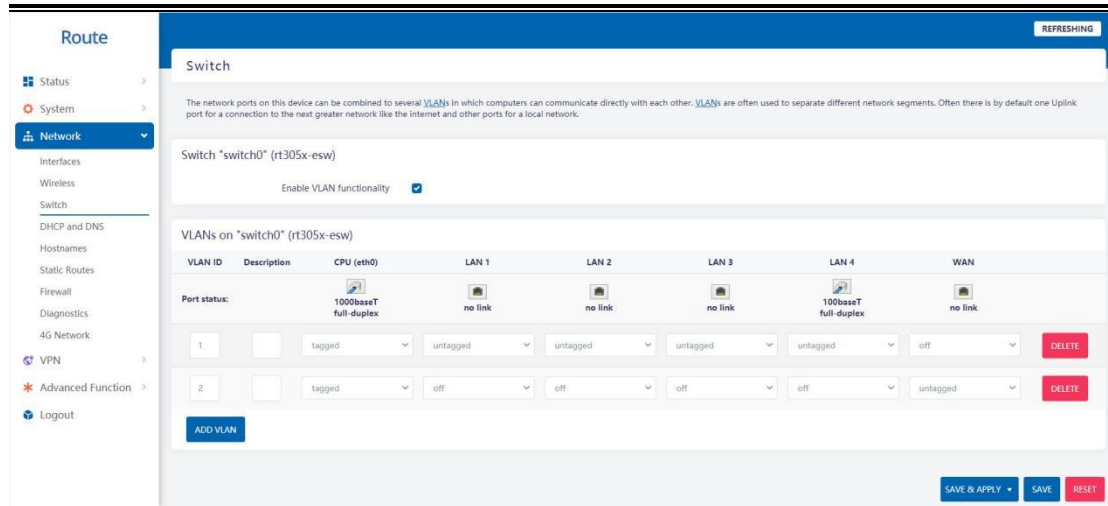 Route
REFRESHING
Switch
Status
System
Network
Interfaces
Wireless
Switch
DHCP and DNS
Hostnames
Static Routes
Firewall
Diagnostics
4G Network
VPN
Advanced Function
Logout
The network ports on this device can be combined to several VLANs in which computers can communicate directly with each other. VLANs are often used to separate different network segments. Often there is by default one Uplink
port for a connection to the next greater network like the internet and other ports for a local network.
Switch "switch0" (rt305x-esw)
Enable VLAN functionality
VLANs on "switch0" (rt305x-esw)
VLAN ID Description CPU (eth0) LAN 1 LAN 2 LAN 3 LAN 4 WAN
Port status: 1000baseT full-duplex no link no link no link 100baseT full-duplex no link
1 tagged untagged untagged untagged untagged off DELETE
2 tagged off off off off untagged DELETE
ADD VLAN
SAVE & APPLY SAVE RESET